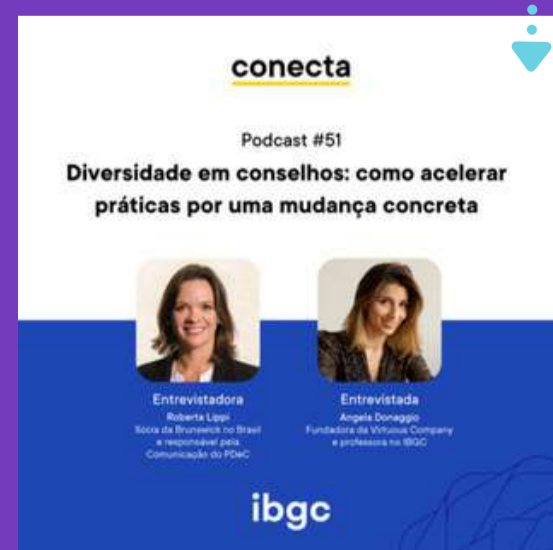 conecta
Podcast #51
Diversidade em conselhos: como acelerar
práticas por uma mudança concreta
Entrevistadora
Roberta Lippi
Sócia da Brunswick no Brasil
e responsável pela
Comunicação do PDeC
Entrevistada
Angela Donaggio
Fundadora da Virtuous Company
e professora no IBGC
ibgc